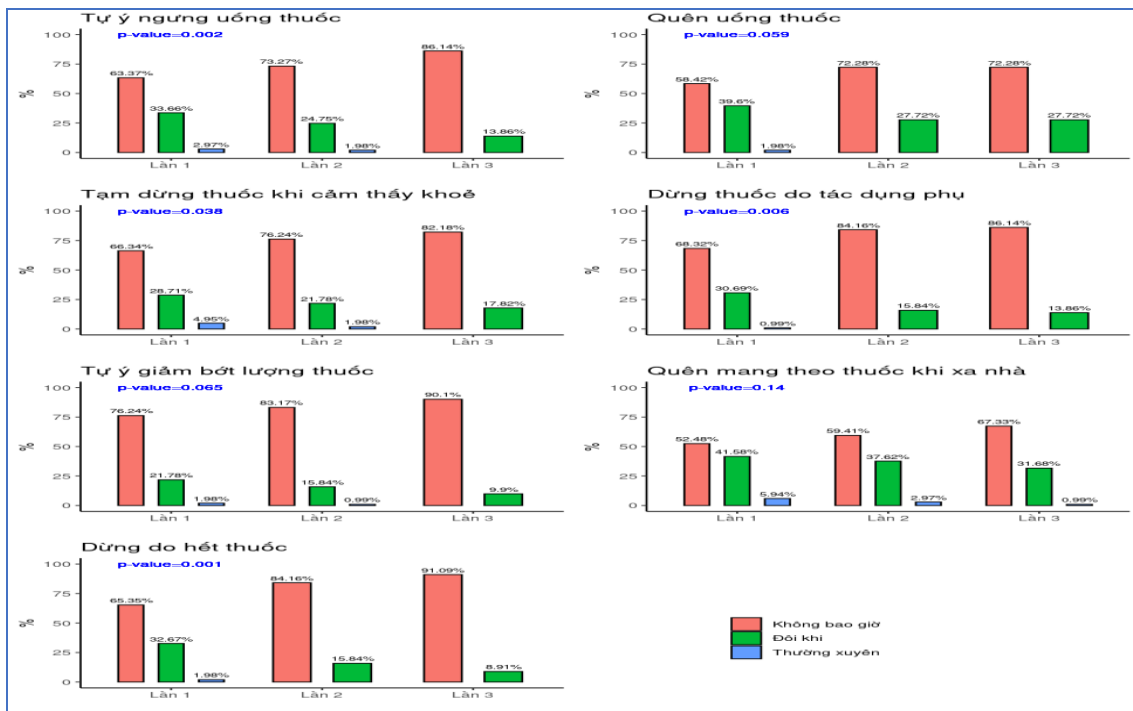 Tự ý ngưng uống thuốc
p-value=0.002
100
75
50
25
0
%
63.37%
33.66%
2.97%
73.27%
24.75%
1.98%
86.14%
13.86%
Lần 1
Lần 2
Lần 3
Quên uống thuốc
p-value=0.059
100
75
50
25
0
%
58.42%
39.6%
1.98%
72.28%
27.72%
72.28%
27.72%
Lần 1
Lần 2
Lần 3
Tạm dừng thuốc khi cảm thấy khoẻ
p-value=0.038
100
75
50
25
0
%
66.34%
28.71%
4.95%
76.24%
21.78%
1.98%
82.18%
17.82%
Lần 1
Lần 2
Lần 3
Dừng thuốc do tác dụng phụ
p-value=0.006
100
75
50
25
0
%
68.32%
30.69%
0.99%
84.16%
15.84%
86.14%
13.86%
Lần 1
Lần 2
Lần 3
Tự ý giảm bớt lượng thuốc
p-value=0.065
100
75
50
25
0
%
76.24%
21.78%
1.98%
83.17%
15.84%
0.99%
90.1%
9.9%
Lần 1
Lần 2
Lần 3
Quên mang theo thuốc khi xa nhà
p-value=0.14
100
75
50
25
0
%
52.48%
41.58%
5.94%
59.41%
37.62%
2.97%
67.33%
31.68%
0.99%
Lần 1
Lần 2
Lần 3
Dừng do hết thuốc
p-value=0.001
100
75
50
25
0
%
65.35%
32.67%
1.98%
84.16%
15.84%
91.09%
8.91%
Lần 1
Lần 2
Lần 3
Không bao giờ
Đôi khi
Thường xuyên